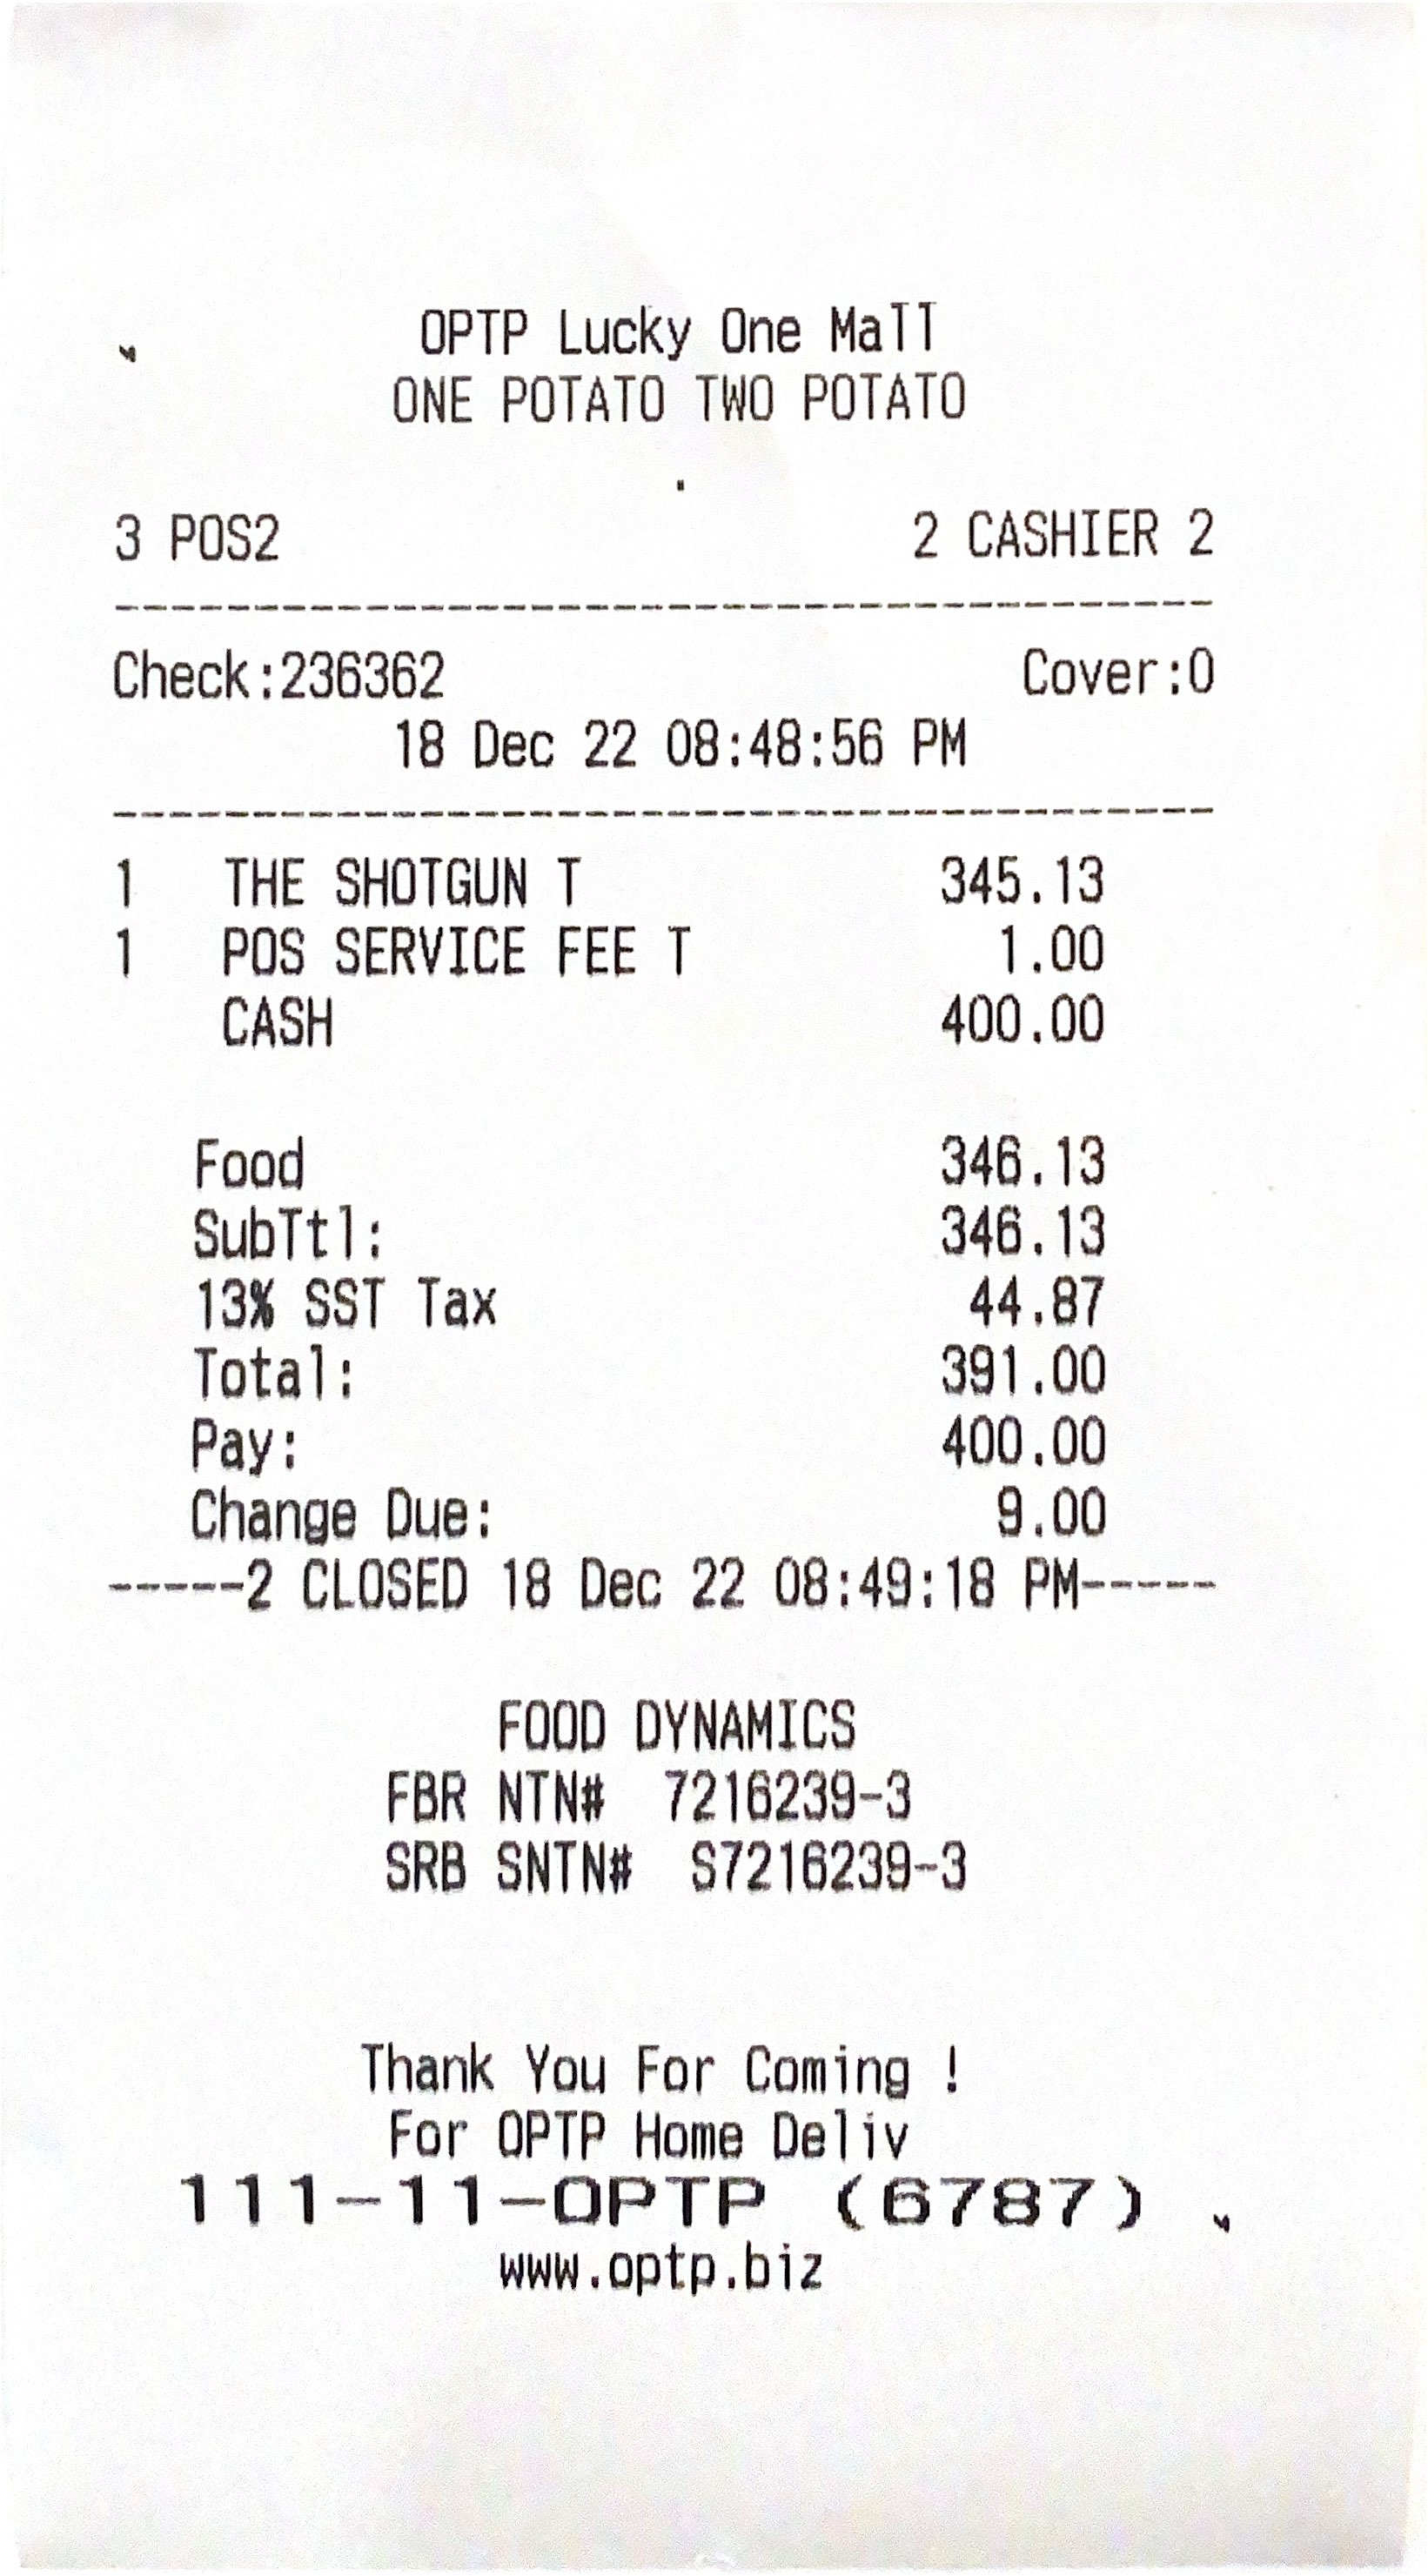 OPTP Lucky One Mall
ONE POTATO TWO POTATO
3 POS2 2 CASHIER 2
------------------------------------------
Check:236362 Cover:0
18 Dec 22 08:48:56 PM
------------------------------------------
1 THE SHOTGUN T 345.13
1 POS SERVICE FEE T 1.00
CASH 400.00
Food 346.13
SubTtl: 346.13
13% SST Tax 44.87
Total: 391.00
Pay: 400.00
Change Due: 9.00
-----2 CLOSED 18 Dec 22 08:49:18 PM-----
FOOD DYNAMICS
FBR NTN# 7216239-3
SRB SNTN# S7216239-3
Thank You For Coming !
For OPTP Home Deliv
111-11-OPTP (6787)
www.optp.biz